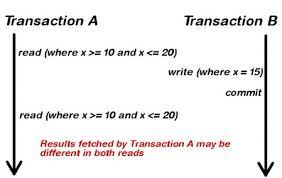 Transaction A Transaction B
read (where x >= 10 and x <= 20)
write (where x = 15)
commit
read (where x >= 10 and x <= 20)
Results fetched by Transaction A may be
different in both reads